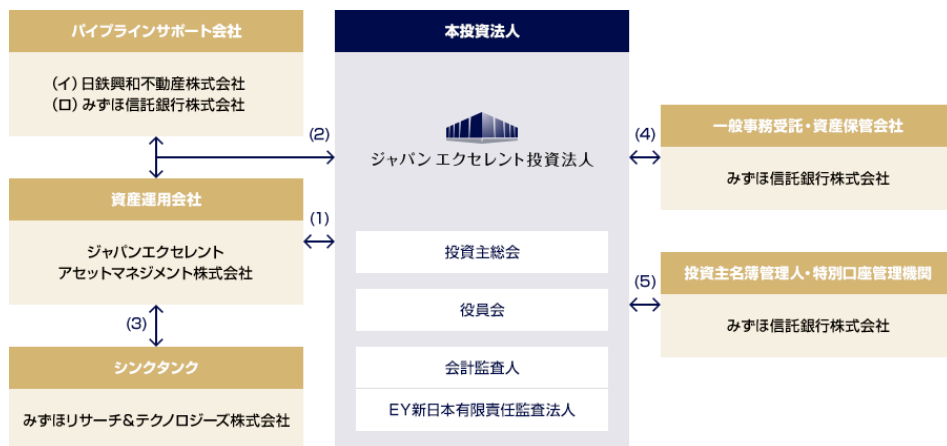 パイプラインサポート会社
(イ)日鉄興和不動産株式会社
(ロ)みずほ信託銀行株式会社
資産運用会社
ジャパンエクセレント
アセットマネジメント株式会社
(3)
シンクタンク
みずほリサーチ&テクノロジーズ株式会社
(2)
(1)
本投資法人
ジャパンエクセレント投資法人
投資主総会
役員会
会計監査人
EY新日本有限責任監査法人
(4)
一般事務受託・資産保管会社
みずほ信託銀行株式会社
(5)
投資主名簿管理人・特別口座管理機関
みずほ信託銀行株式会社